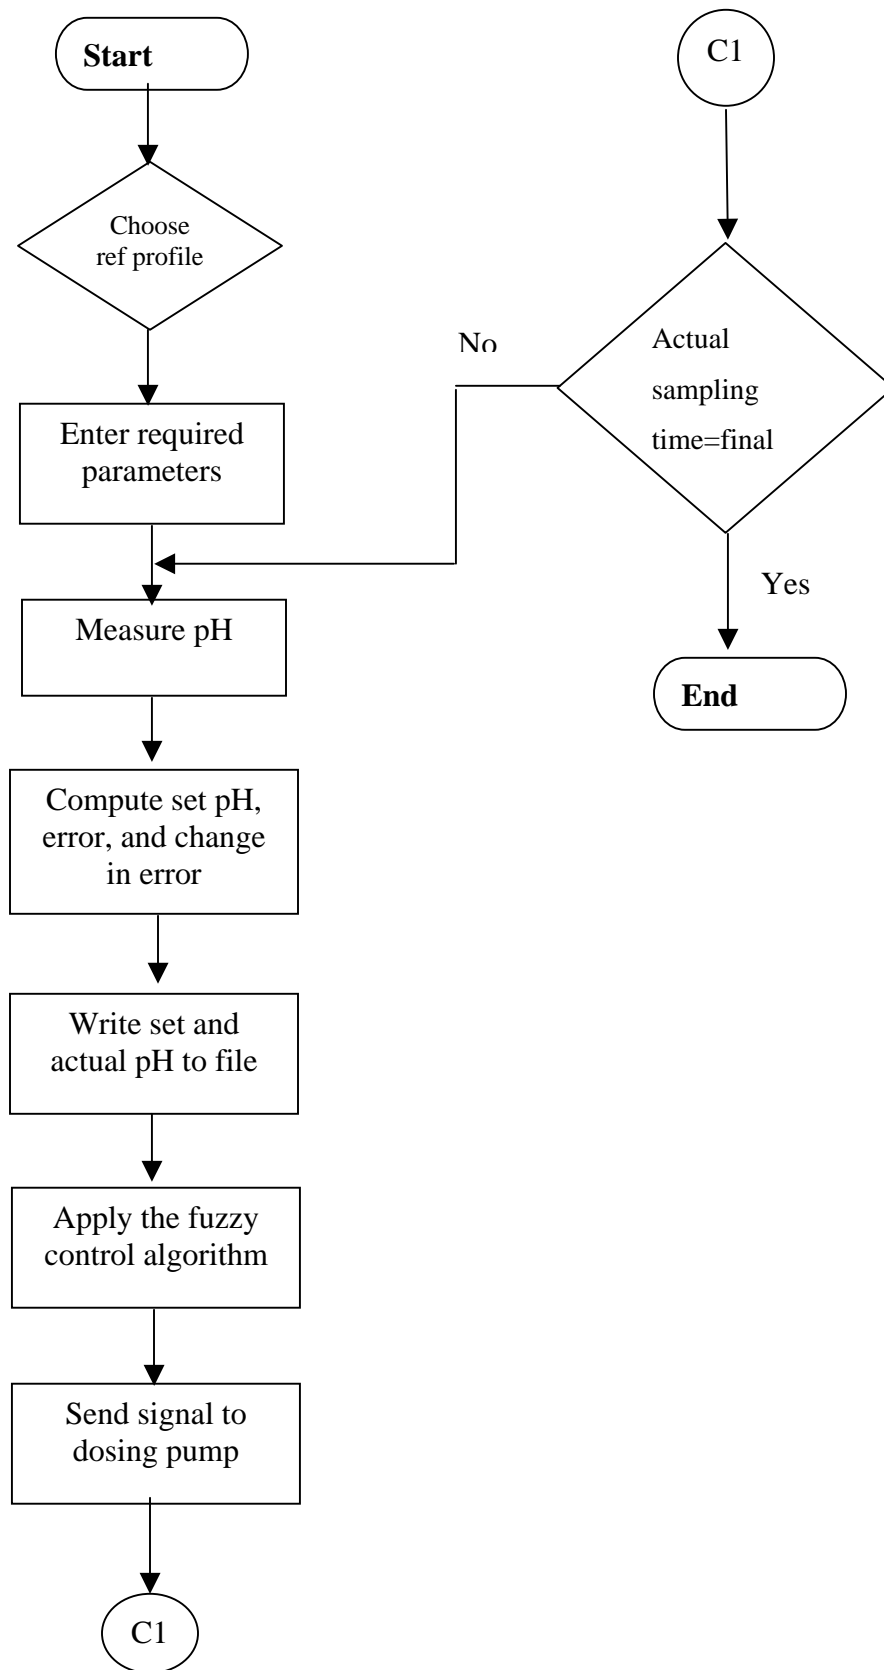 Start
Choose
ref profile
Enter required
parameters
Measure pH
Compute set pH,
error, and change
in error
Write set and
actual pH to file
Apply the fuzzy
control algorithm
Send signal to
dosing pump
C1
C1
Actual
sampling
time=final
No
Yes
End